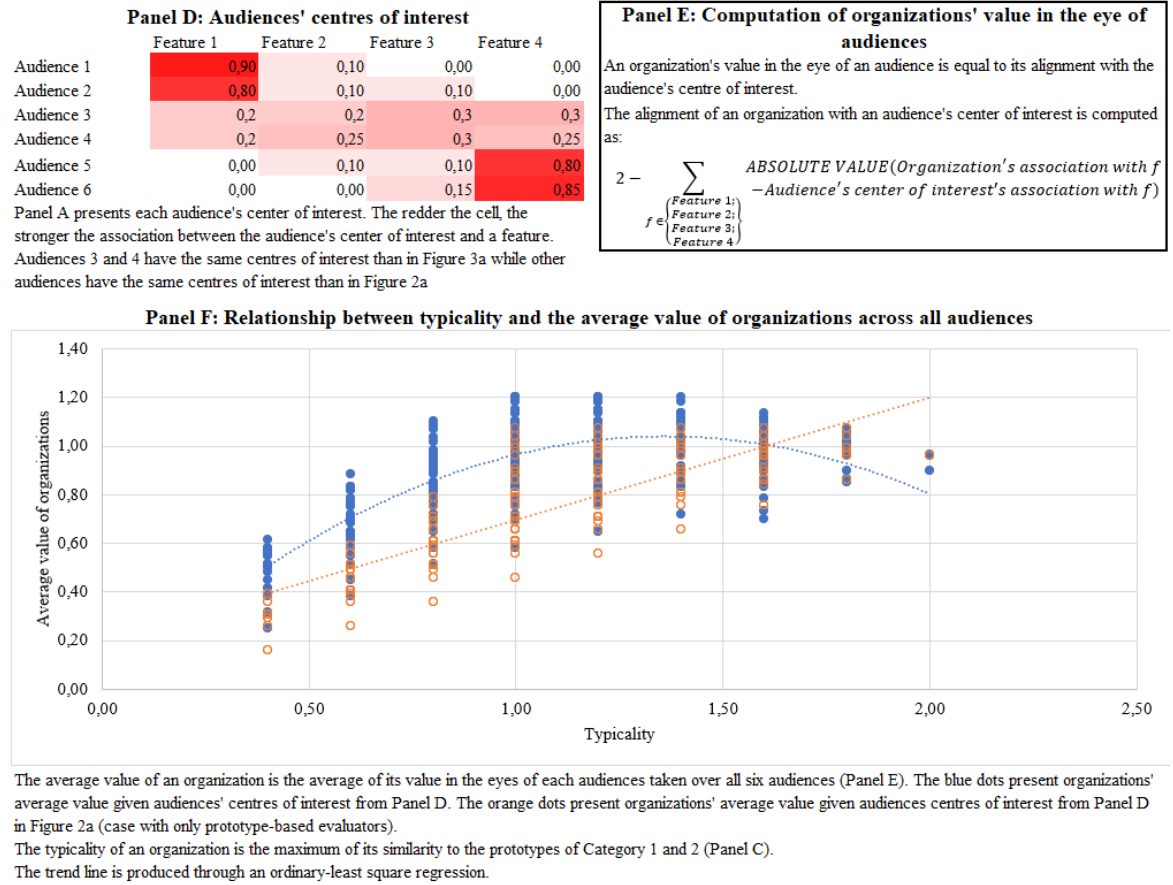 Panel D: Audiences' centres of interest
Feature 1 Feature 2 Feature 3 Feature 4
Audience 1 0,90 0,10 0,00 0,00
Audience 2 0,80 0,10 0,10 0,00
Audience 3 0,2 0,2 0,3 0,3
Audience 4 0,2 0,25 0,3 0,25
Audience 5 0,00 0,10 0,10 0,80
Audience 6 0,00 0,00 0,15 0,85
Panel A presents each audience's center of interest. The redder the cell, the
stronger the association between the audience's center of interest and a feature.
Audiences 3 and 4 have the same centres of interest than in Figure 3a while other
audiences have the same centres of interest than in Figure 2a
Panel E: Computation of organizations' value in the eye of
audiences
An organization's value in the eye of an audience is equal to its alignment with the
audience's centre of interest.
The alignment of an organization with an audience's center of interest is computed
as:
2 − ∑ ABSOLUTE VALUE(Organization's association with f
−Audience's center of interest's association with f)
f ∈ {Feature 1;
Feature 2;
Feature 3;
Feature 4}
Panel F: Relationship between typicality and the average value of organizations across all audiences
Average value of organizations
1,40
1,20
1,00
0,80
0,60
0,40
0,20
0,00
0,00 0,50 1,00 1,50 2,00 2,50
Typicality
The average value of an organization is the average of its value in the eyes of each audiences taken over all six audiences (Panel E). The blue dots present organizations'
average value given audiences' centres of interest from Panel D. The orange dots present organizations' average value given audiences centres of interest from Panel D
in Figure 2a (case with only prototype-based evaluators).
The typicality of an organization is the maximum of its similarity to the prototypes of Category 1 and 2 (Panel C).
The trend line is produced through an ordinary-least square regression.